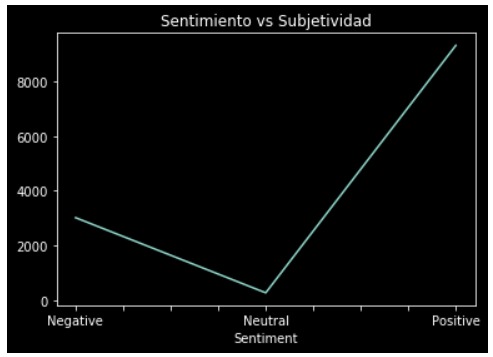 Sentimiento vs Subjetividad
8000
6000
4000
2000
0
Negative Neutral Positive
Sentiment